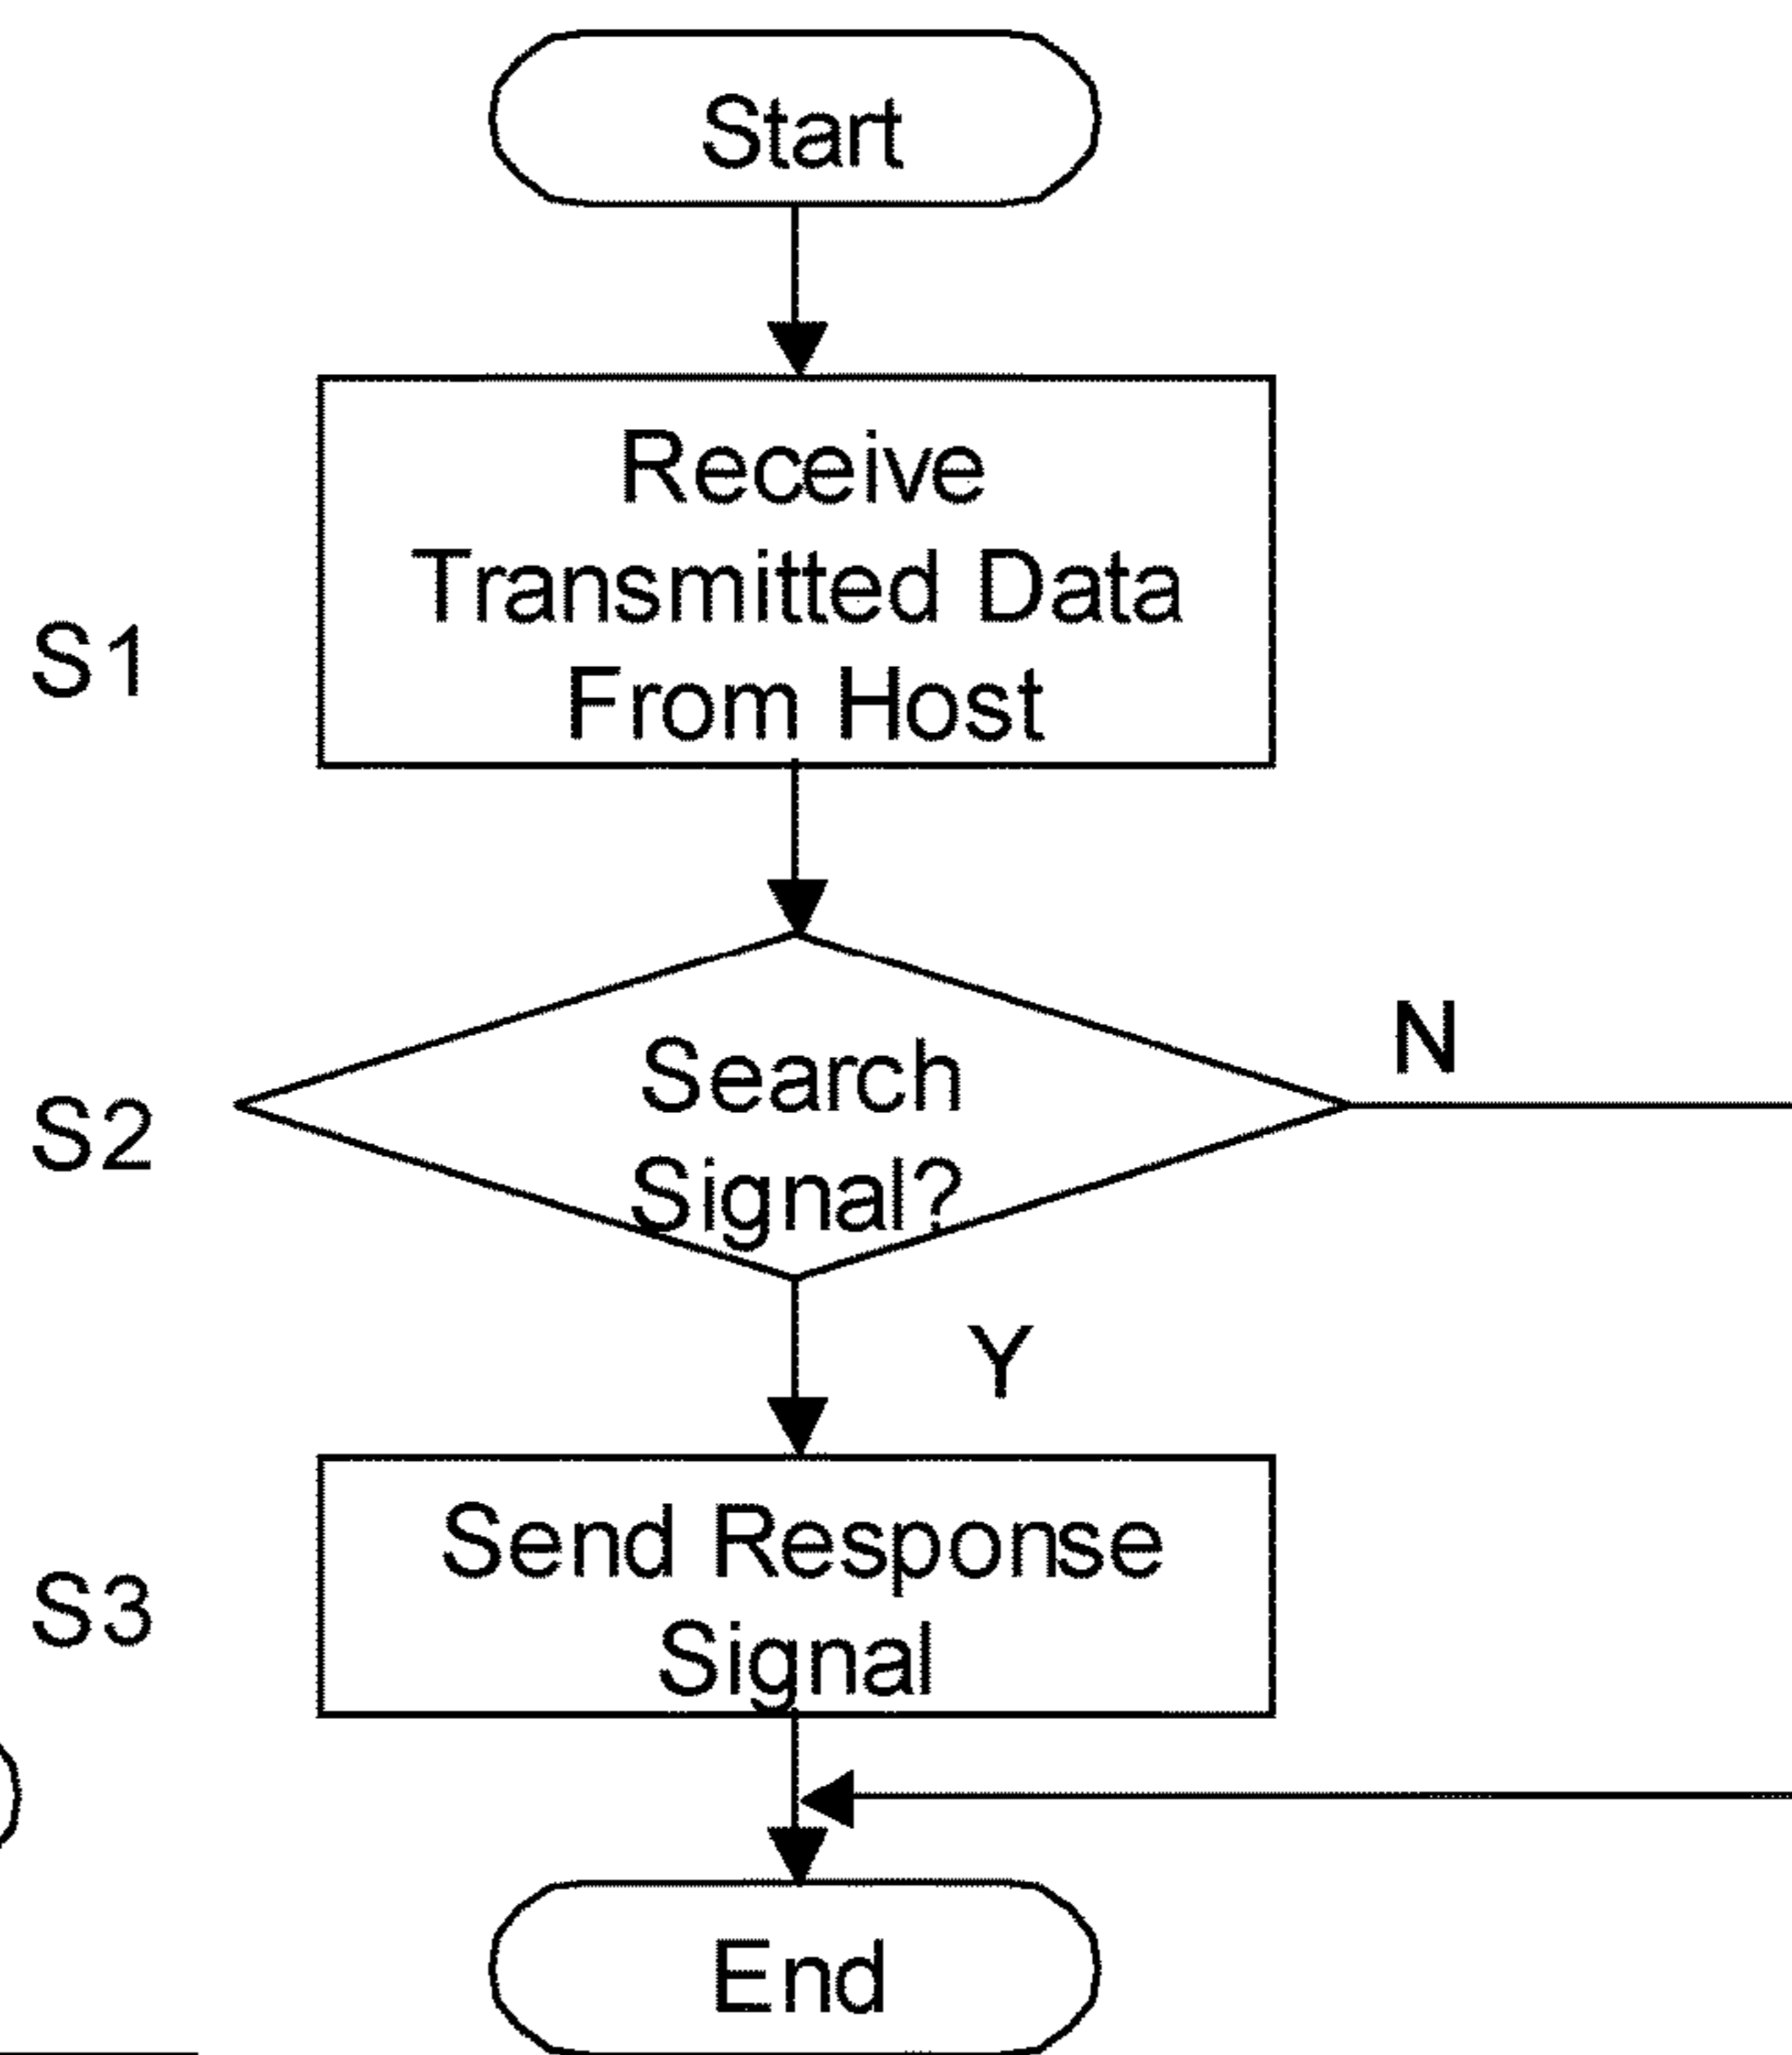 Start
S1
Receive
Transmitted Data
From Host
S2
Search
Signal?
N
Y
S3
Send Response
Signal
End